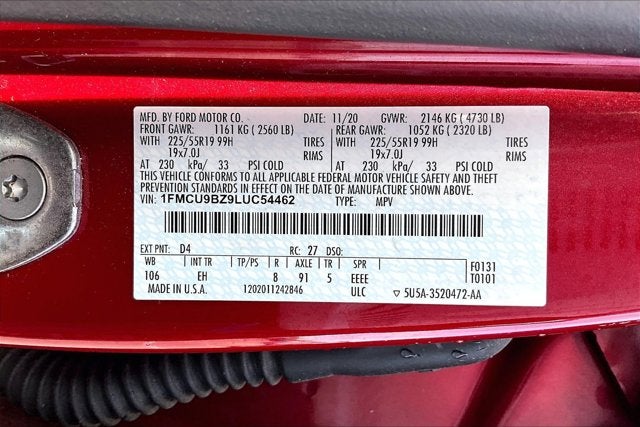 MFD. BY FORD MOTOR CO. 11/20 GVWR: 2146 KG ( 4730 LB)
FRONT GAWR: 1161 KG ( 2560 LB) REAR GAWR: 1052 KG ( 2320 LB)
WITH 225/55R19 99H TIRES WITH 225/55R19 99H TIRES
19x7.0J RIMS 19x7.0J RIMS
AT 230 kPa/ 33 PSI COLD AT 230 kPa/ 33 PSI COLD
THIS VEHICLE CONFORMS TO ALL APPLICABLE FEDERAL MOTOR VEHICLE SAFETY AND THEFT
PREVENTION STANDARDS IN EFFECT ON THE DATE OF MANUFACTURE SHOWN ABOVE.
VIN: 1FMCU9BZ9LUC54462 TYPE: MPV
EXT PNT: D4 RC: 27 DSO:
WB INT TR TP/PS R AXLE TR SPR F0131
106 EH 8 91 5 EEEE T0101
MADE IN U.S.A. 1202011242846 ULC ▽ 5U5A-3520472-AA